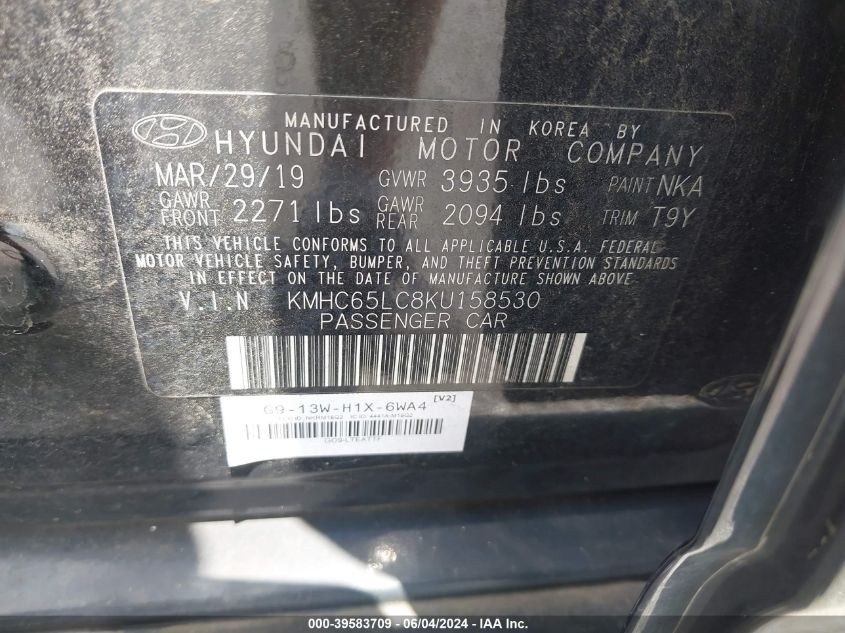 MANUFACTURED IN KOREA BY
HYUNDAI MOTOR COMPANY
MAR/29/19 GVWR 3935 lbs PAINT NKA
GAWR FRONT 2271 lbs GAWR REAR 2094 lbs TRIM T9Y
THIS VEHICLE CONFORMS TO ALL APPLICABLE U.S.A. FEDERAL
MOTOR VEHICLE SAFETY, BUMPER, AND THEFT PREVENTION STANDARDS
IN EFFECT ON THE DATE OF MANUFACTURE SHOWN ABOVE
V.I.N KMHC65LC8KU158530
PASSENGER CAR
G9-13W-H1X-6WA4 [V2]
000-39583709 - 06/04/2024 - IAA Inc.